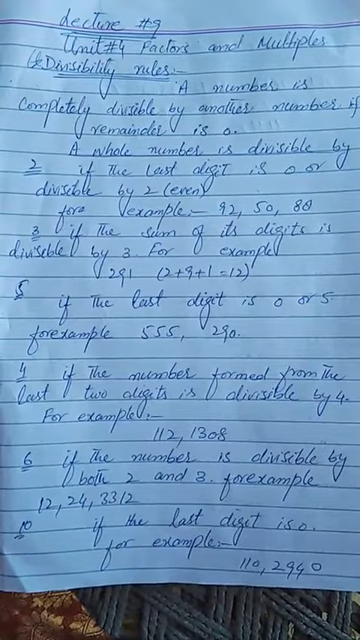 Lecture #9
Unit #4 Factors and Multiples
Divisibility rules:-
A number is
completely divisible by another number if
remainder is 0.
A whole number is divisible by
2 if the last digit is 0 or
divisible by 2 (even)
for example:- 92, 50, 88
3 if the sum of its digits is
divisible by 3. For example
291 (2+9+1=12)
5
if the last digit is 0 or 5
forexample 555, 290.
4 if the number formed from the
last two digits is divisible by 4.
For example:-
112, 1308
6 if the number is divisible by
both 2 and 3. forexample
12, 24, 3312
10 if the last digit is 0.
for example:-
110, 2940